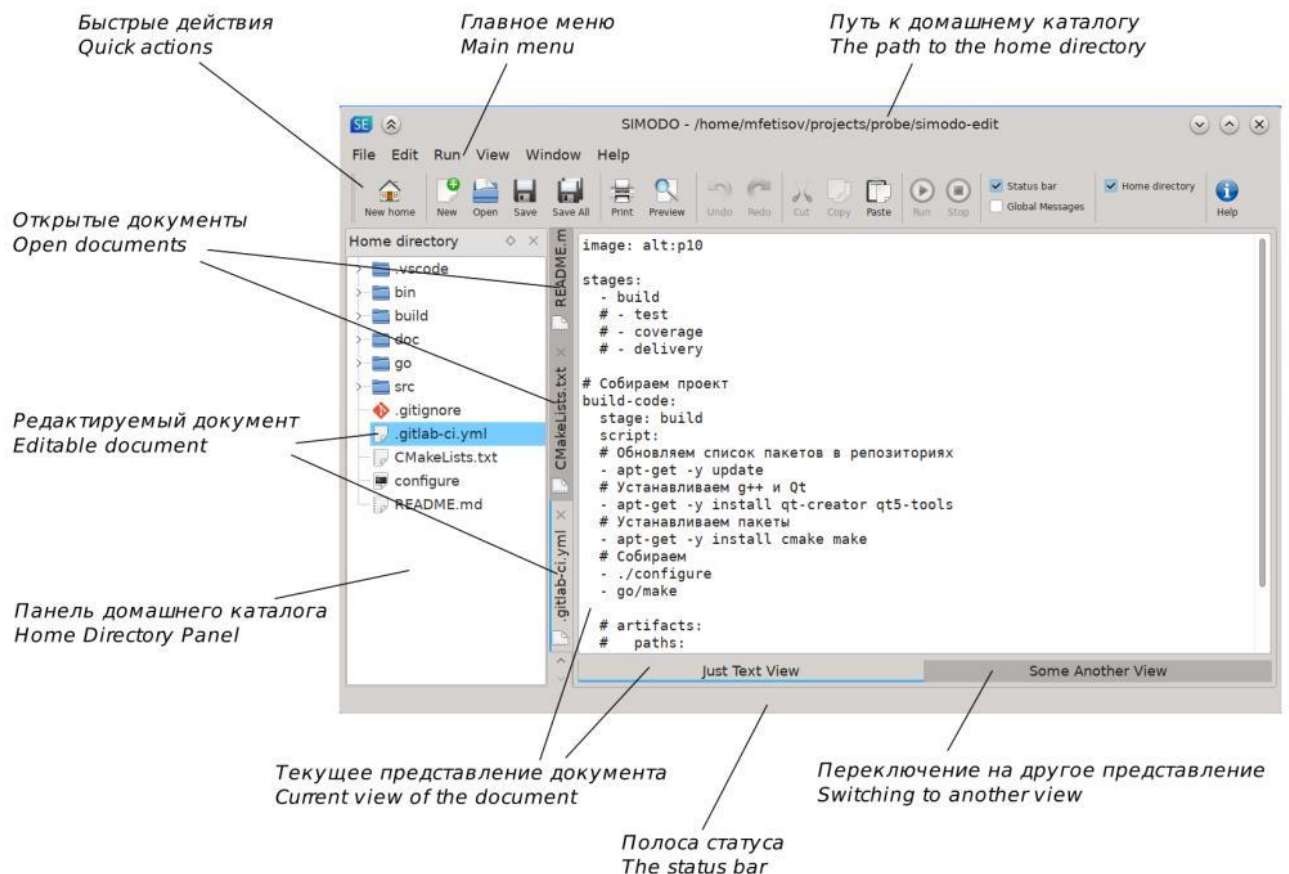 Быстрые действия
Quick actions
Главное меню
Main menu
Путь к домашнему каталогу
The path to the home directory
SE
SIMODO - /home/mfetisov/projects/probe/simodo-edit
File Edit Run View Window Help
New home New Open Save Save All Print Preview Undo Redo Cut Copy Paste Run Stop Status bar Global Messages Home directory Help
Открытые документы
Open documents
Редактируемый документ
Editable document
Панель домашнего каталога
Home Directory Panel
Home directory
.vscode
bin
build
doc
go
src
.gitignore
.gitlab-ci.yml
CMakeLists.txt
configure
README.md
README.m
CMakeLists.txt
.gitlab-ci.yml
image: alt:p10
stages:
- build
# - test
# - coverage
# - delivery
# Собираем проект
build-code:
stage: build
script:
# Обновляем список пакетов в репозиториях
- apt-get -y update
# Устанавливаем g++ и Qt
- apt-get -y install qt-creator qt5-tools
# Устанавливаем пакеты
- apt-get -y install cmake make
# Собираем
- ./configure
- go/make
# artifacts:
# paths:
Just Text View
Some Another View
Текущее представление документа
Current view of the document
Переключение на другое представление
Switching to another view
Полоса статуса
The status bar